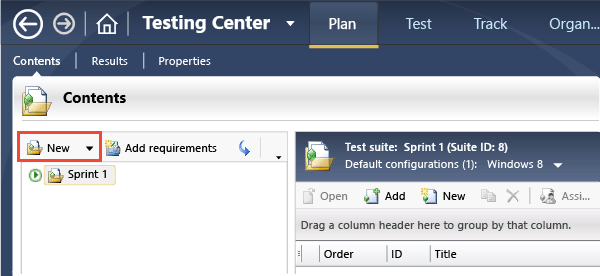 Testing Center Plan Test Track Organ...
Contents Results Properties
Contents
New Add requirements
Sprint 1
Test suite: Sprint 1 (Suite ID: 8)
Default configurations (1): Windows 8
Open Add New Assi...
Drag a column header here to group by that column.
Order ID Title